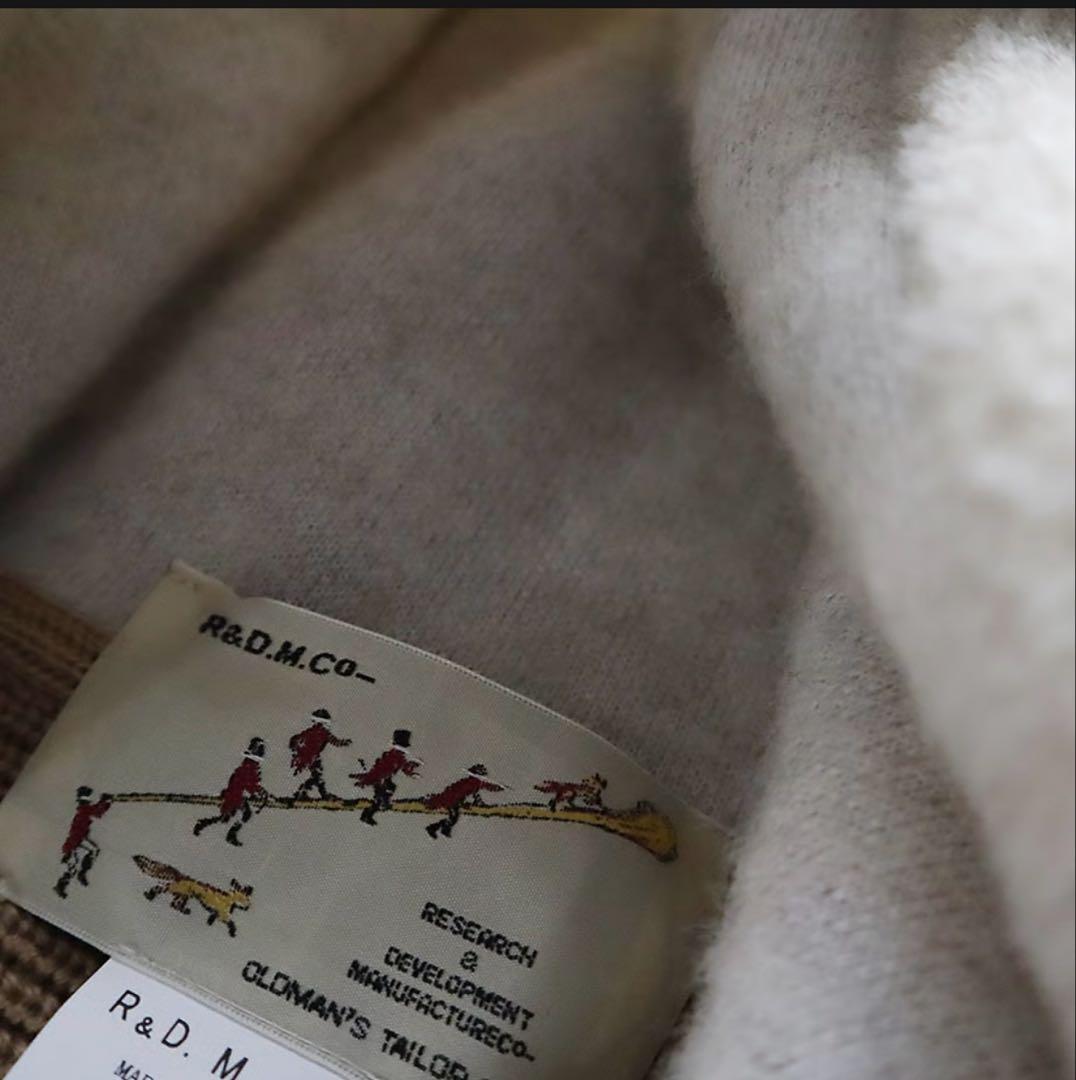 R&D.M.Co-
RESEARCH
&
DEVELOPMENT
MANUFACTURECo-
OLDMAN'S TAILOR
R & D. M